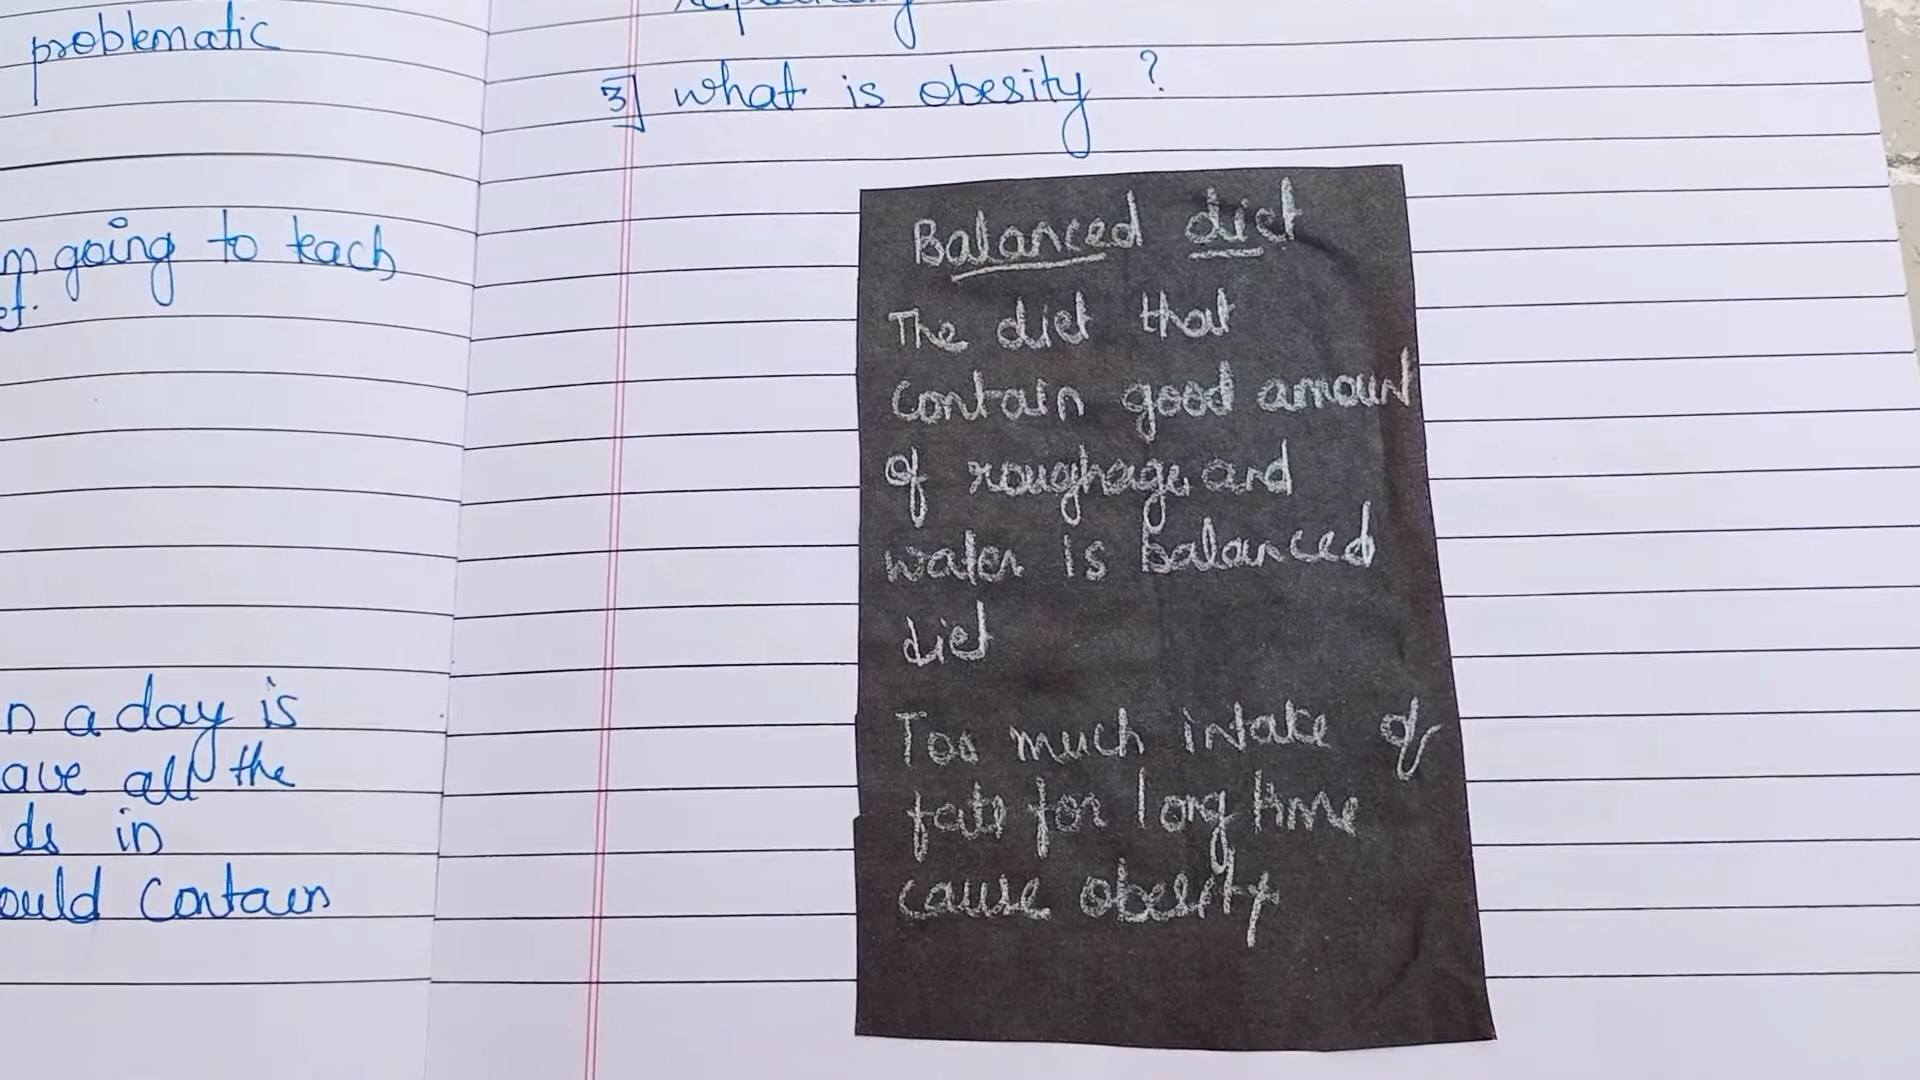 problematic
going to teach
n a day is
ave all the
ds in
ould contain
3] what is obesity ?
Balanced diet
The diet that
contain good amount
of roughage and
water is balanced
diet
Too much intake of
fats for long time
cause obesity